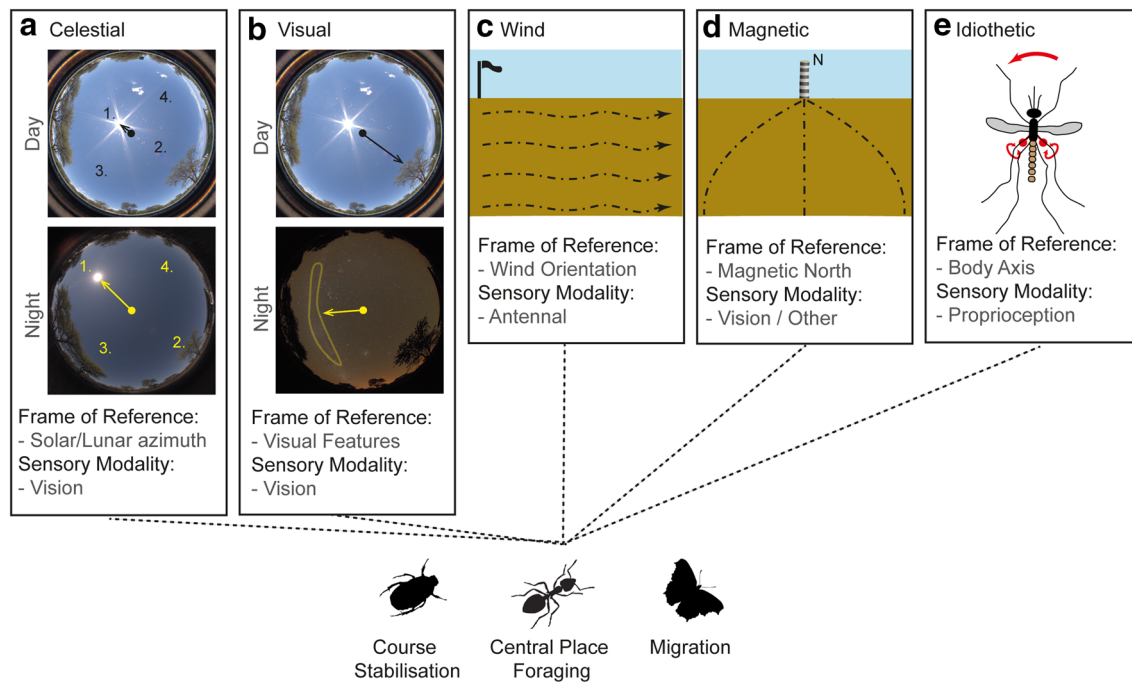 a Celestial
Day
1.
4.
2.
3.
Night
1.
4.
3.
2.
Frame of Reference:
- Solar/Lunar azimuth
Sensory Modality:
- Vision
b Visual
Day
Night
Frame of Reference:
- Visual Features
Sensory Modality:
- Vision
c Wind
Frame of Reference:
- Wind Orientation
Sensory Modality:
- Antennal
d Magnetic
N
Frame of Reference:
- Magnetic North
Sensory Modality:
- Vision / Other
e Idiothetic
Frame of Reference:
- Body Axis
Sensory Modality:
- Proprioception
Course
Stabilisation
Central Place
Foraging
Migration